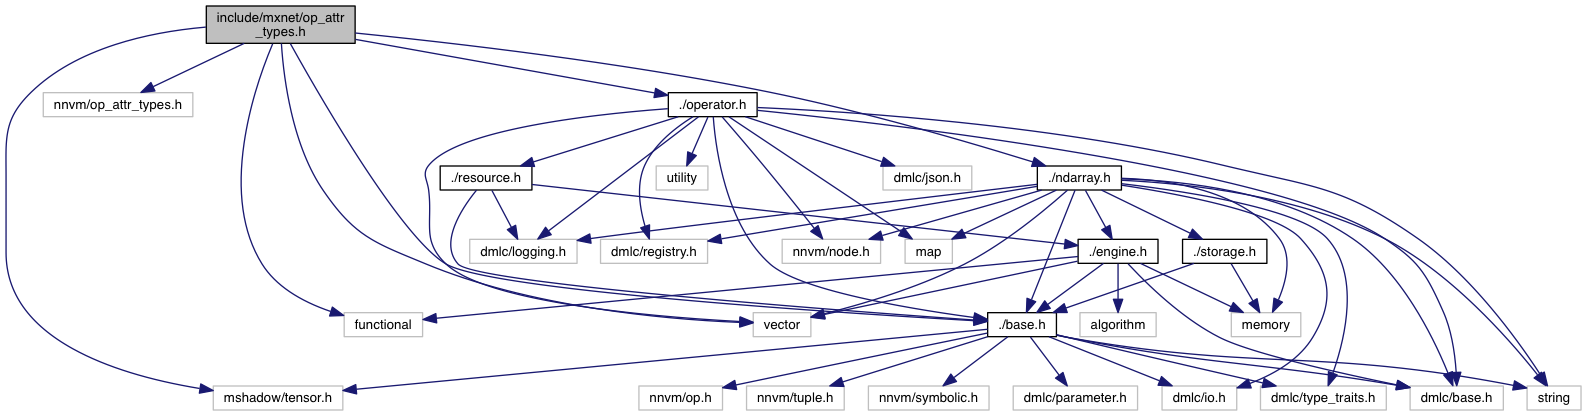 include/mxnet/op_attr
_types.h
nnvm/op_attr_types.h
./operator.h
./resource.h
utility
dmlc/json.h
./ndarray.h
dmlc/logging.h
dmlc/registry.h
nnvm/node.h
map
./engine.h
./storage.h
functional
vector
./base.h
algorithm
memory
mshadow/tensor.h
nnvm/op.h
nnvm/tuple.h
nnvm/symbolic.h
dmlc/parameter.h
dmlc/io.h
dmlc/type_traits.h
dmlc/base.h
string